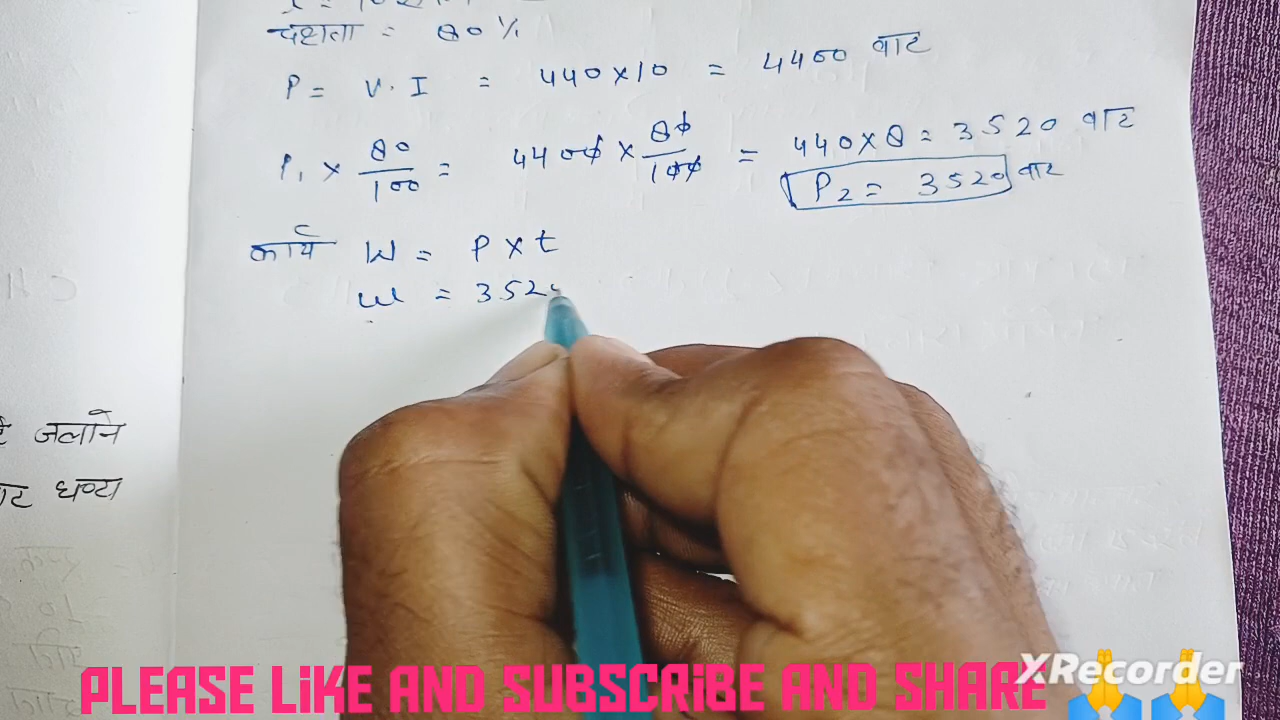 दक्षता = 80%
P = V.I = 440×10 = 4400 वाट
P1 × 80/100 = 4400 × 80/100 = 440×8 = 3520 वाट
P2 = 3520 वाट
कार्य W = P×t
W = 352
जलाने
घण्टा
PLEASE LiKE AND SUBSCRiBE AND SHARE
XRecorder